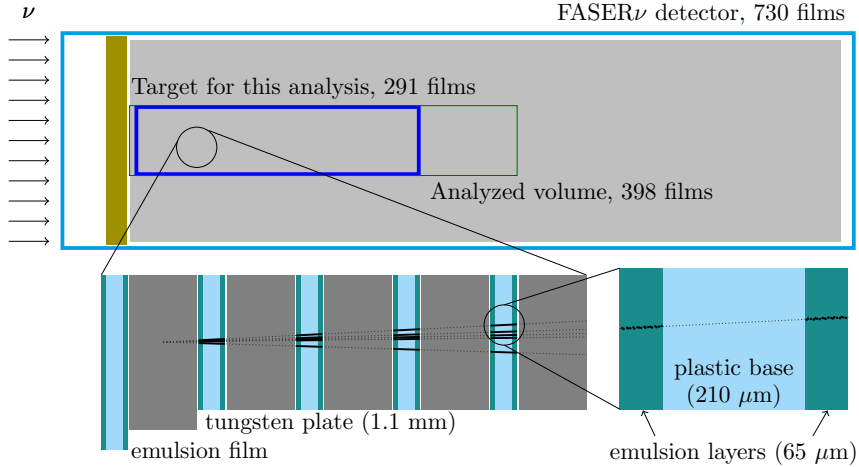 ν
FASERν detector, 730 films
Target for this analysis, 291 films
Analyzed volume, 398 films
plastic base
(210 μm)
tungsten plate (1.1 mm)
emulsion film
emulsion layers (65 μm)